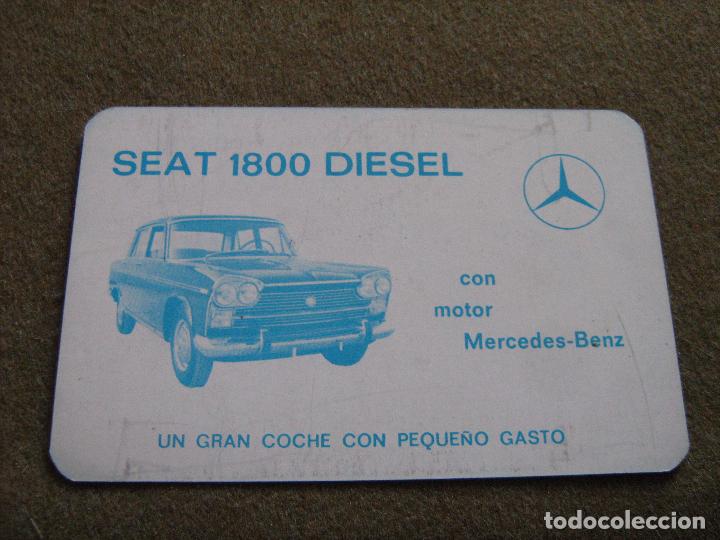 SEAT 1800 DIESEL
con
motor
Mercedes-Benz
UN GRAN COCHE CON PEQUEÑO GASTO
todocoleccion